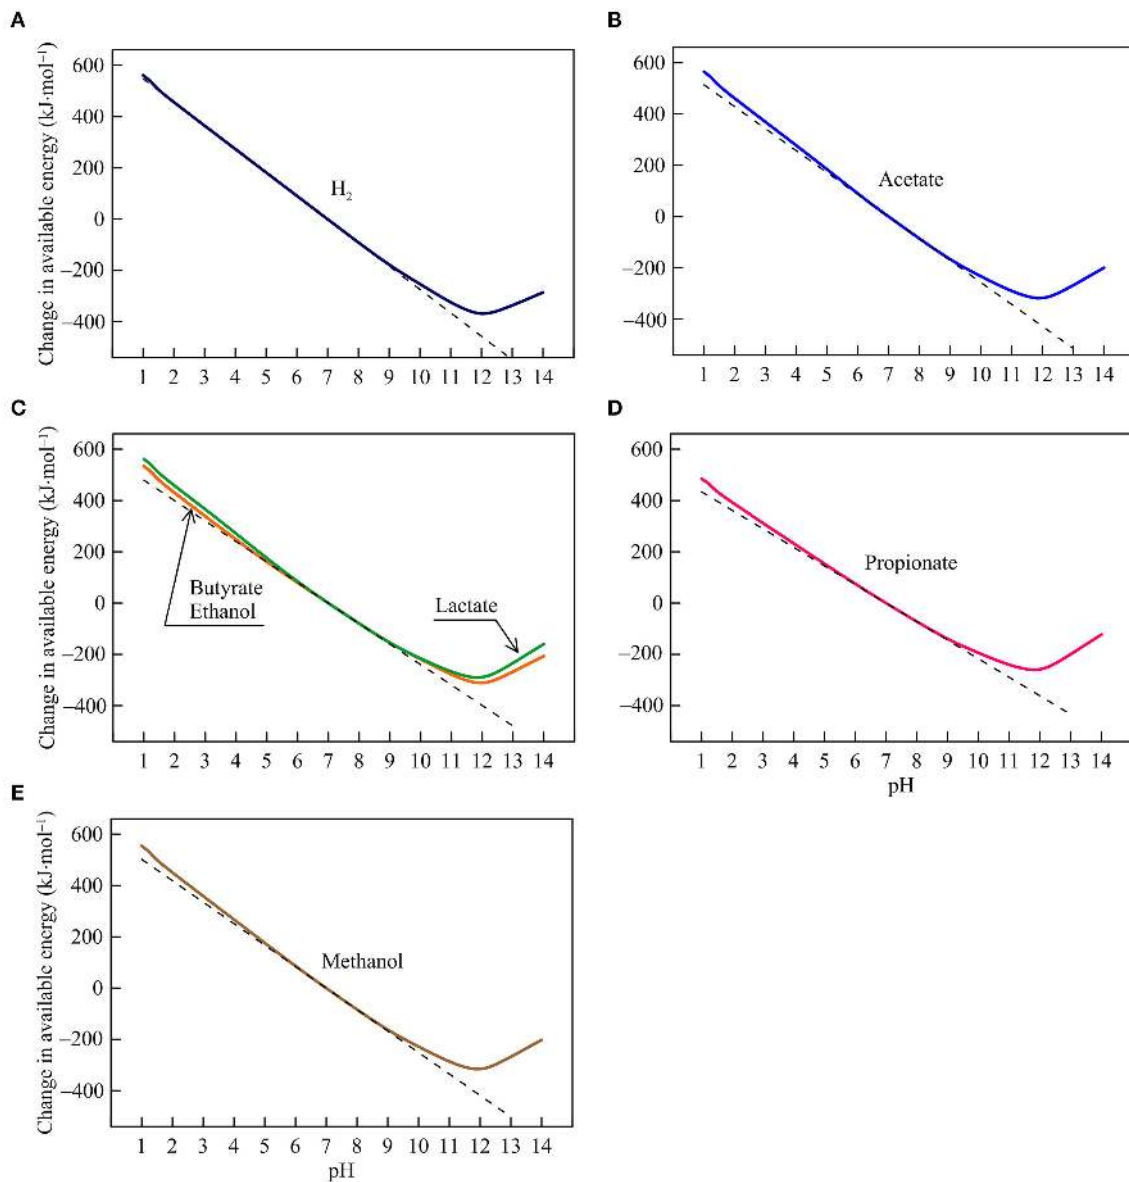 A
Change in available energy (kJ·mol⁻¹)
600
400
200
0
−200
−400
H₂
1 2 3 4 5 6 7 8 9 10 11 12 13 14
B
600
400
200
0
−200
−400
Acetate
1 2 3 4 5 6 7 8 9 10 11 12 13 14
C
Change in available energy (kJ·mol⁻¹)
600
400
200
0
−200
−400
Butyrate
Ethanol
Lactate
1 2 3 4 5 6 7 8 9 10 11 12 13 14
D
600
400
200
0
−200
−400
Propionate
1 2 3 4 5 6 7 8 9 10 11 12 13 14
pH
E
Change in available energy (kJ·mol⁻¹)
600
400
200
0
−200
−400
Methanol
1 2 3 4 5 6 7 8 9 10 11 12 13 14
pH